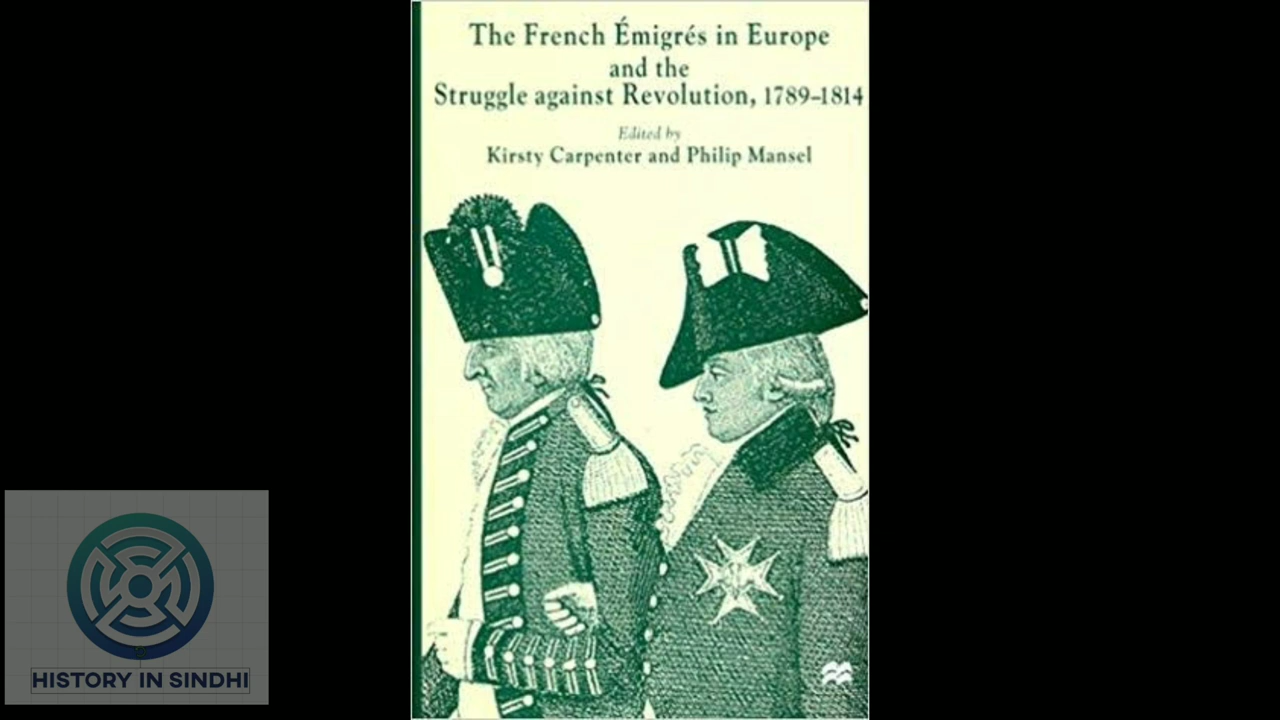 The French Émigrés in Europe
and the
Struggle against Revolution, 1789–1814
Edited by
Kirsty Carpenter and Philip Mansel
HISTORY IN SINDHI